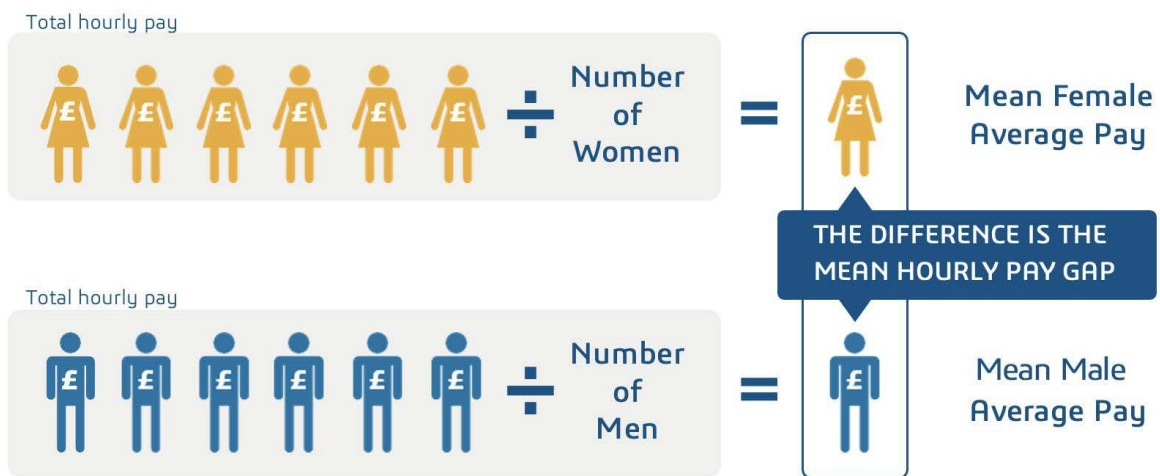 Total hourly pay
£ £ £ £ £ £ ÷ Number
of
Women
= £
Mean Female
Average Pay
THE DIFFERENCE IS THE
MEAN HOURLY PAY GAP
Total hourly pay
£ £ £ £ £ £ ÷ Number
of
Men
= £
Mean Male
Average Pay